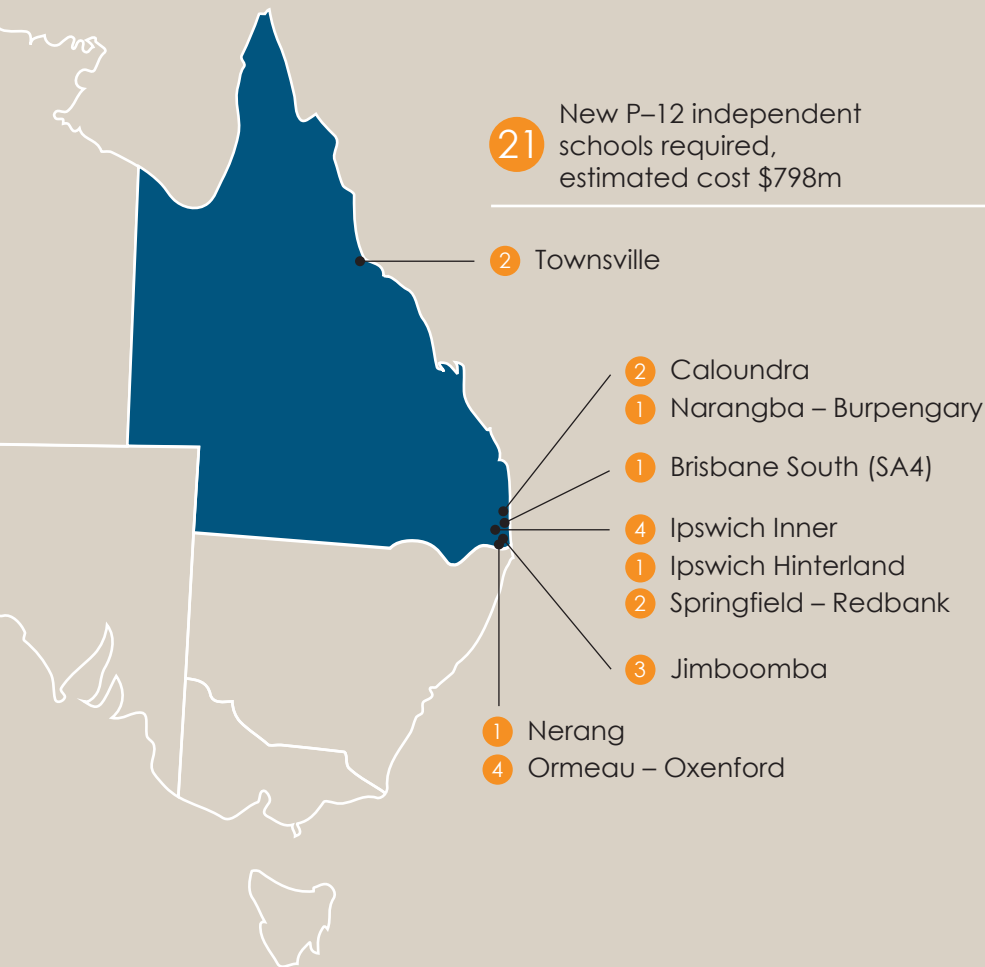 21
New P–12 independent
schools required,
estimated cost $798m
2 Townsville
2 Caloundra
1 Narangba – Burpengary
1 Brisbane South (SA4)
4 Ipswich Inner
1 Ipswich Hinterland
2 Springfield – Redbank
3 Jimboomba
1 Nerang
4 Ormeau – Oxenford